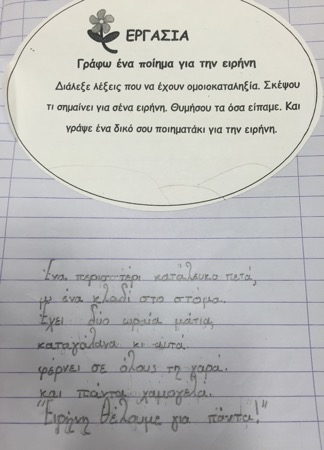 ΕΡΓΑΣΙΑ
Γράφω ένα ποίημα για την ειρήνη
Διάλεξε λέξεις που να έχουν ομοιοκαταληξία. Σκέψου
τι σημαίνει για σένα ειρήνη. Θυμήσου τα όσα είπαμε. Και
γράψε ένα δικό σου ποιηματάκι για την ειρήνη.
Ένα περιστέρι κατάλευκο πετά,
μ' ένα κλαδί στο στόμα.
Έχει δύο ωραία μάτια,
καταγάλανα κι αυτά.
φέρνει σε όλους τη χαρά.
και πάντα χαμογελά.
"Ειρήνη θέλουμε για πάντα!"